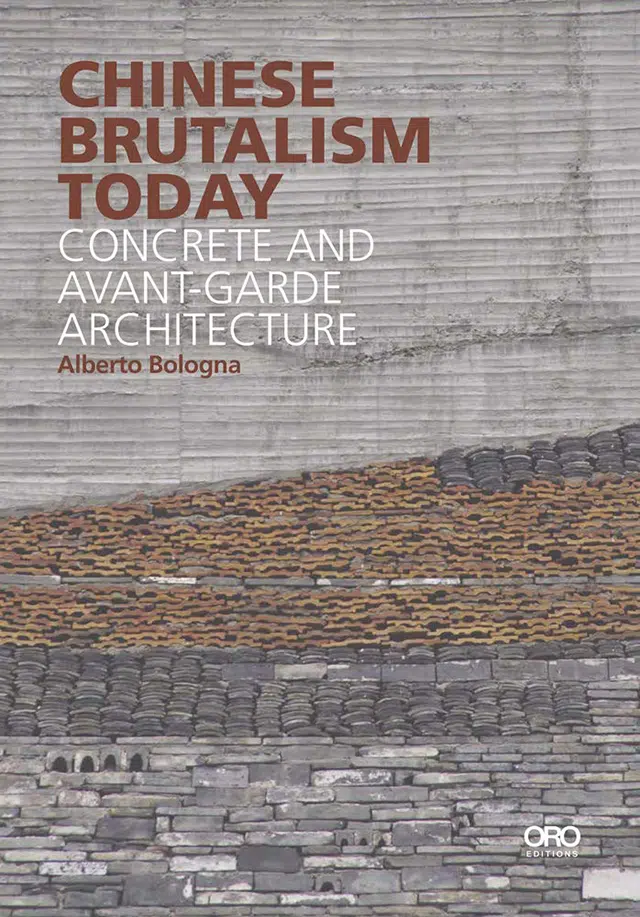 CHINESE
BRUTALISM
TODAY
CONCRETE AND
AVANT-GARDE
ARCHITECTURE
Alberto Bologna
ORO
EDITIONS